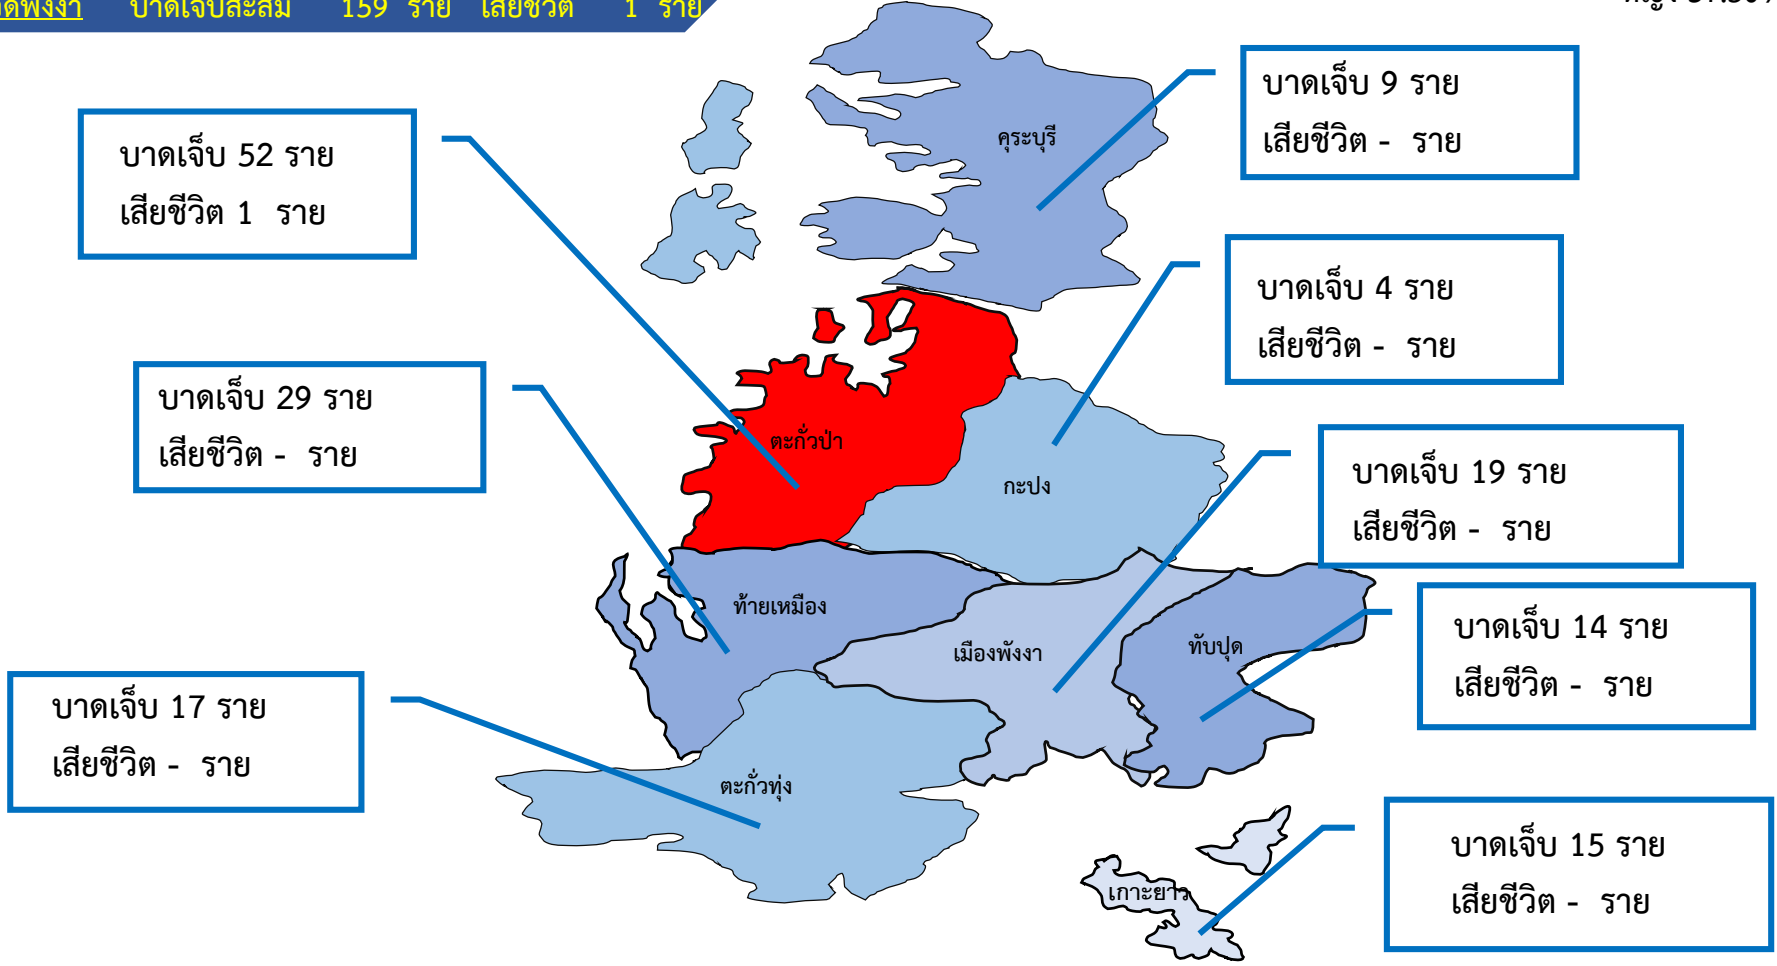 บาดเจ็บสะสม 159 ราย เสียชีวิต 1 ราย
บาดเจ็บ 9 ราย
เสียชีวิต - ราย
บาดเจ็บ 52 ราย
เสียชีวิต 1 ราย
คุระบุรี
บาดเจ็บ 4 ราย
เสียชีวิต - ราย
บาดเจ็บ 29 ราย
เสียชีวิต - ราย
ตะกั่วป่า
กะปง
บาดเจ็บ 19 ราย
เสียชีวิต - ราย
ท้ายเหมือง
เมืองพังงา
ทับปุด
บาดเจ็บ 14 ราย
เสียชีวิต - ราย
บาดเจ็บ 17 ราย
เสียชีวิต - ราย
ตะกั่วทุ่ง
เกาะยาว
บาดเจ็บ 15 ราย
เสียชีวิต - ราย